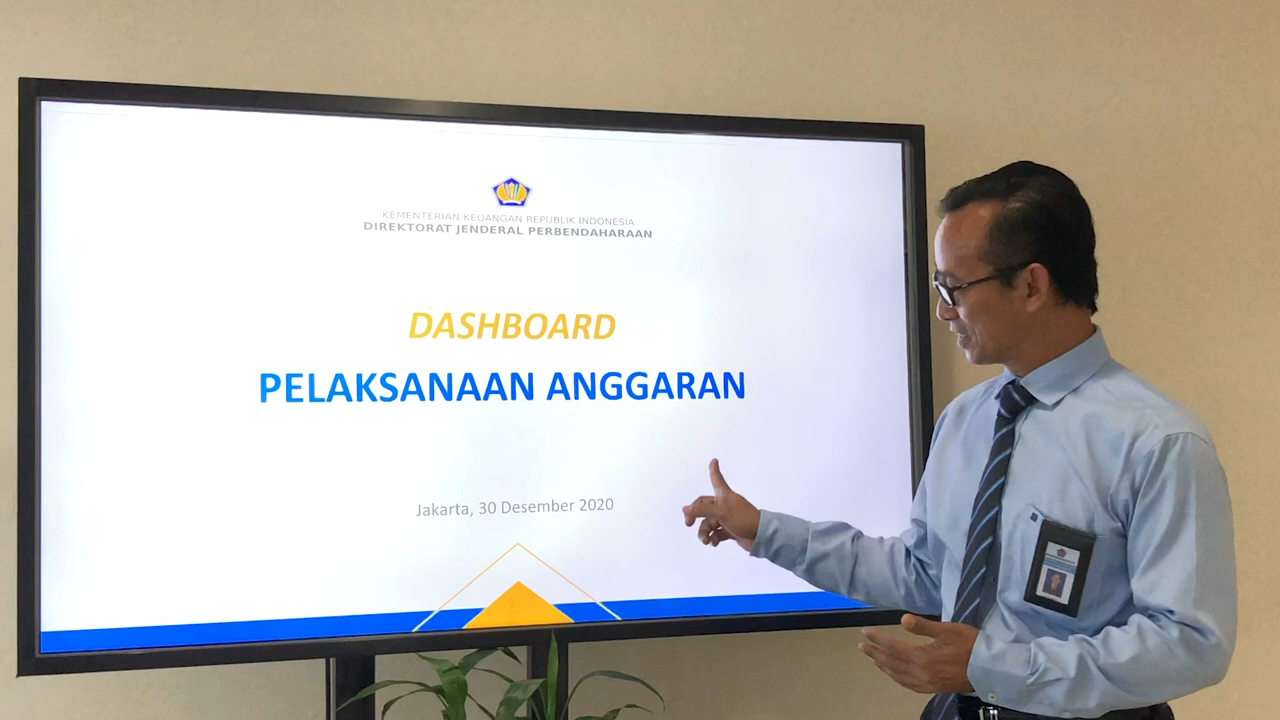 KEMENTERIAN KEUANGAN REPUBLIK INDONESIA
DIREKTORAT JENDERAL PERBENDAHARAAN
DASHBOARD
PELAKSANAAN ANGGARAN
Jakarta, 30 Desember 2020